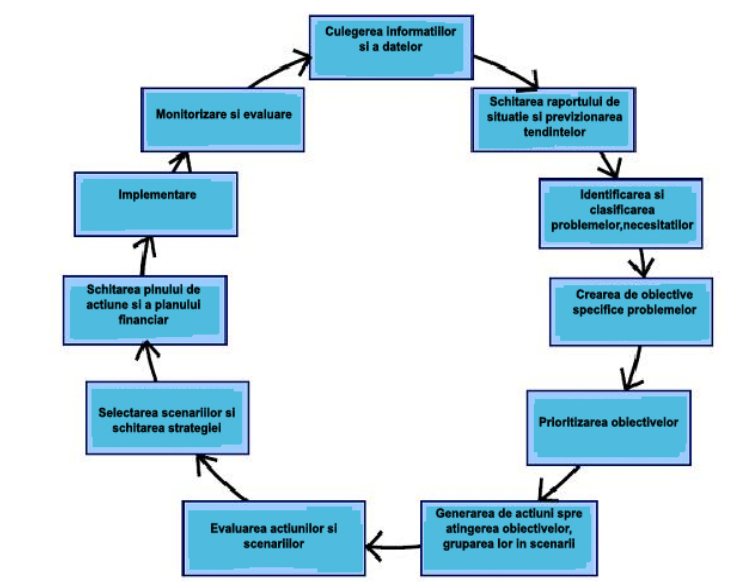 Culegerea informatiilor
si a datelor
Schitarea raportului de
situatie si previzionarea
tendintelor
Identificarea si
clasificarea
problemelor,necesitatilor
Crearea de obiective
specifice problemelor
Prioritizarea obiectivelor
Generarea de actiuni spre
atingerea obiectivelor,
gruparea lor in scenarii
Evaluarea actiunilor si
scenariilor
Selectarea scenariilor si
schitarea strategiei
Schitarea plnului de
actiune si a planului
financiar
Implementare
Monitorizare si evaluare